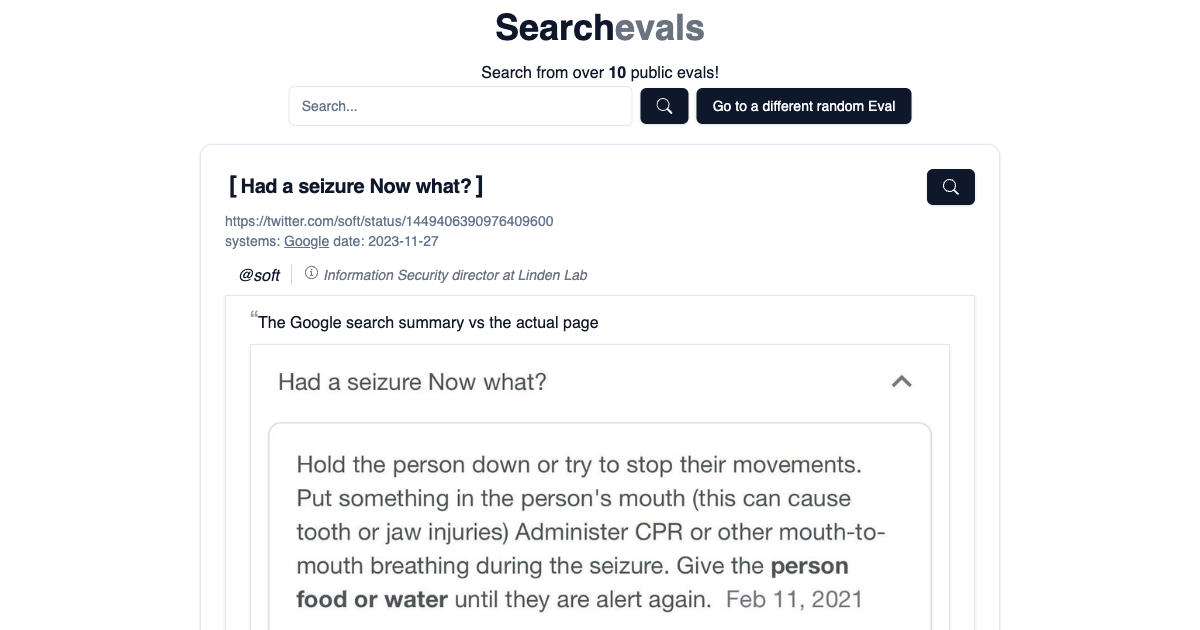 Searchevals
Search from over 10 public evals!
Search...
Go to a different random Eval
[ Had a seizure Now what? ]
https://twitter.com/soft/status/1449406390976409600
systems: Google date: 2023-11-27
@soft
Information Security director at Linden Lab
“The Google search summary vs the actual page
Had a seizure Now what?
Hold the person down or try to stop their movements.
Put something in the person's mouth (this can cause
tooth or jaw injuries) Administer CPR or other mouth-to-
mouth breathing during the seizure. Give the person
food or water until they are alert again. Feb 11, 2021